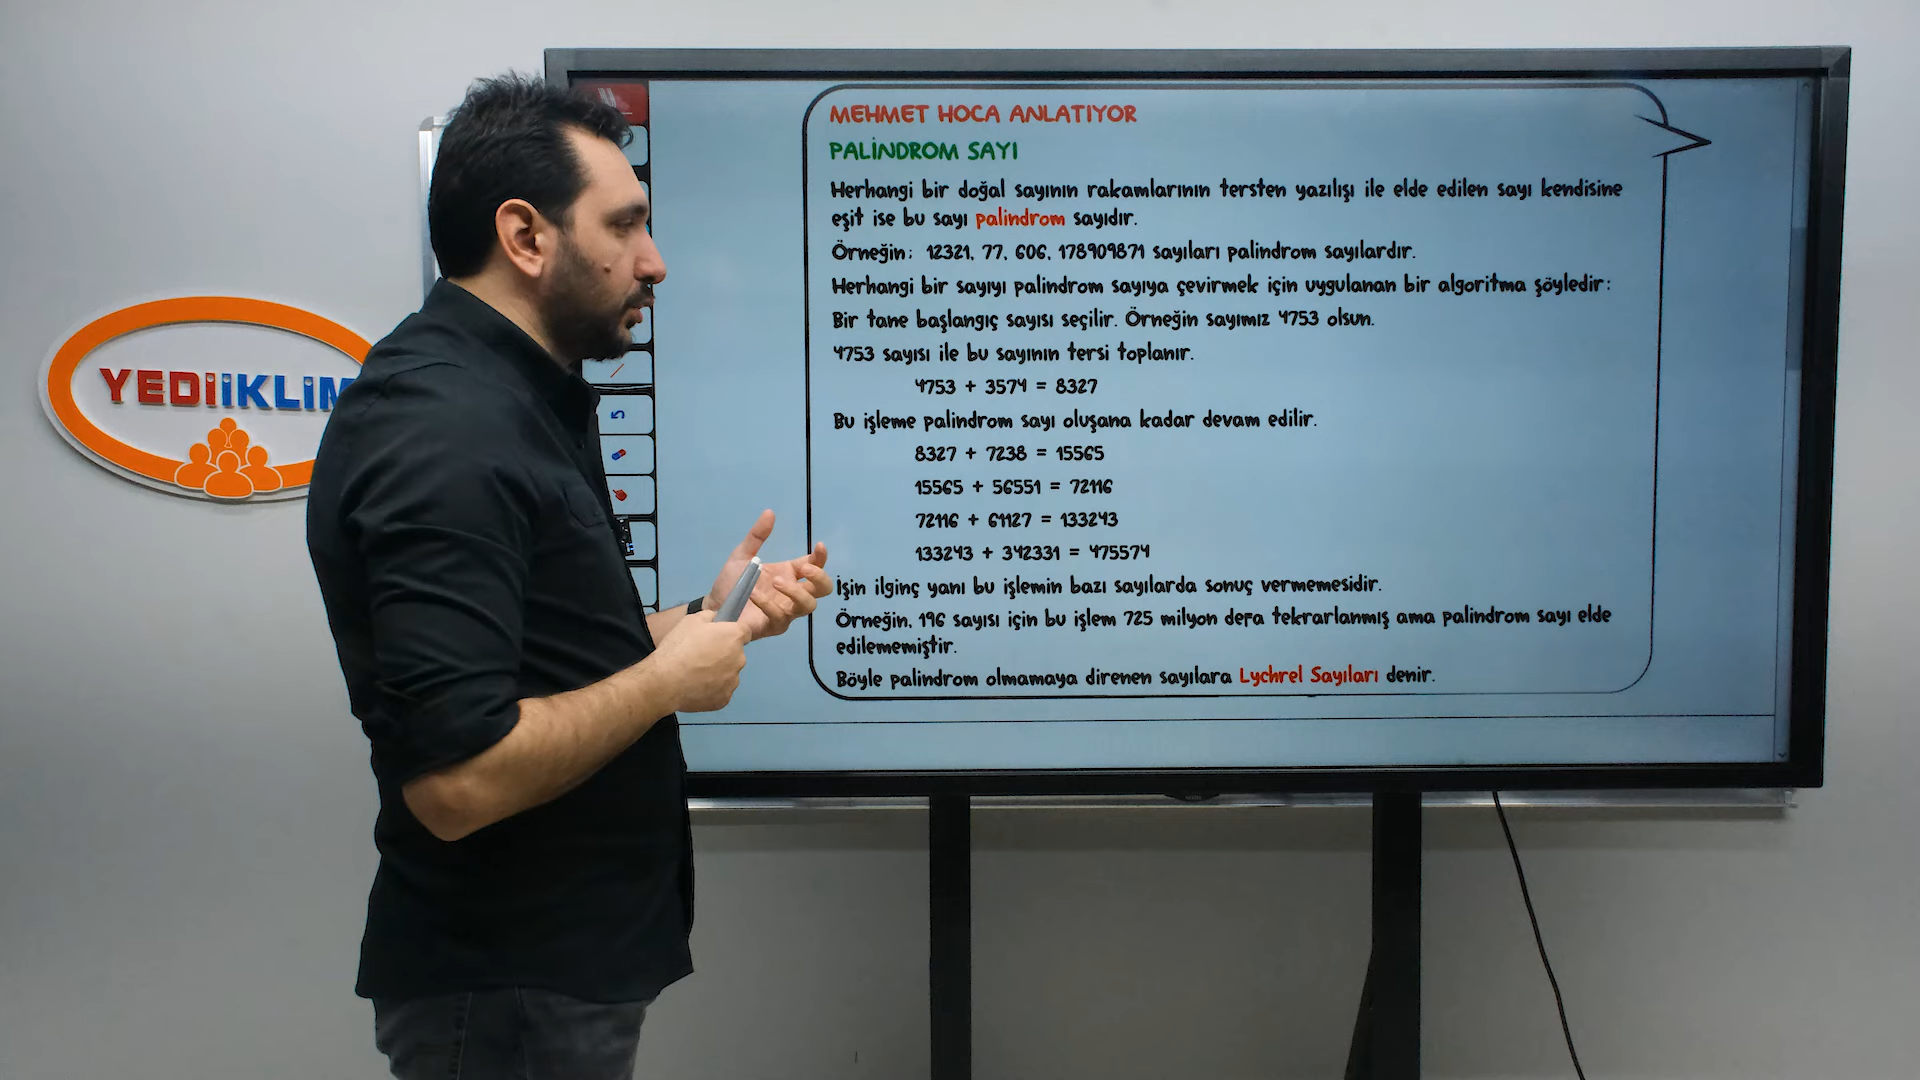 YEDİİKLİM
MEHMET HOCA ANLATIYOR
PALİNDROM SAYI
Herhangi bir doğal sayının rakamlarının tersten yazılışı ile elde edilen sayı kendisine
eşit ise bu sayı palindrom sayıdır.
Örneğin; 12321, 77, 606, 178909871 sayıları palindrom sayılardır.
Herhangi bir sayıyı palindrom sayıya çevirmek için uygulanan bir algoritma şöyledir:
Bir tane başlangıç sayısı seçilir. Örneğin sayımız 4753 olsun.
4753 sayısı ile bu sayının tersi toplanır.
4753 + 3574 = 8327
Bu işleme palindrom sayı oluşana kadar devam edilir.
8327 + 7238 = 15565
15565 + 56551 = 72116
72116 + 61127 = 133243
133243 + 342331 = 475574
İşin ilginç yanı bu işlemin bazı sayılarda sonuç vermemesidir.
Örneğin, 196 sayısı için bu işlem 725 milyon defa tekrarlanmış ama palindrom sayı elde
edilememiştir.
Böyle palindrom olmamaya direnen sayılara Lychrel Sayıları denir.